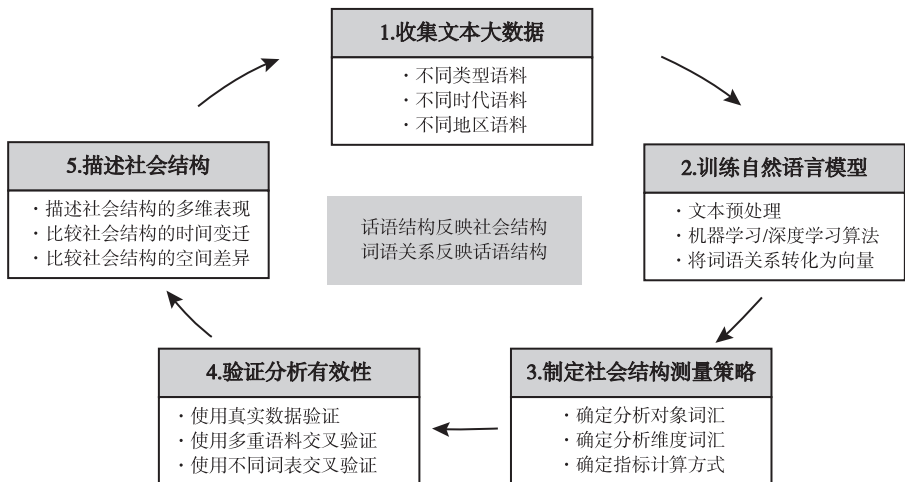 1.收集文本大数据
· 不同类型语料
· 不同时代语料
· 不同地区语料
2.训练自然语言模型
· 文本预处理
· 机器学习/深度学习算法
· 将词语关系转化为向量
3.制定社会结构测量策略
· 确定分析对象词汇
· 确定分析维度词汇
· 确定指标计算方式
4.验证分析有效性
· 使用真实数据验证
· 使用多重语料交叉验证
· 使用不同词表交叉验证
5.描述社会结构
· 描述社会结构的多维表现
· 比较社会结构的时间变迁
· 比较社会结构的空间差异
话语结构反映社会结构
词语关系反映话语结构